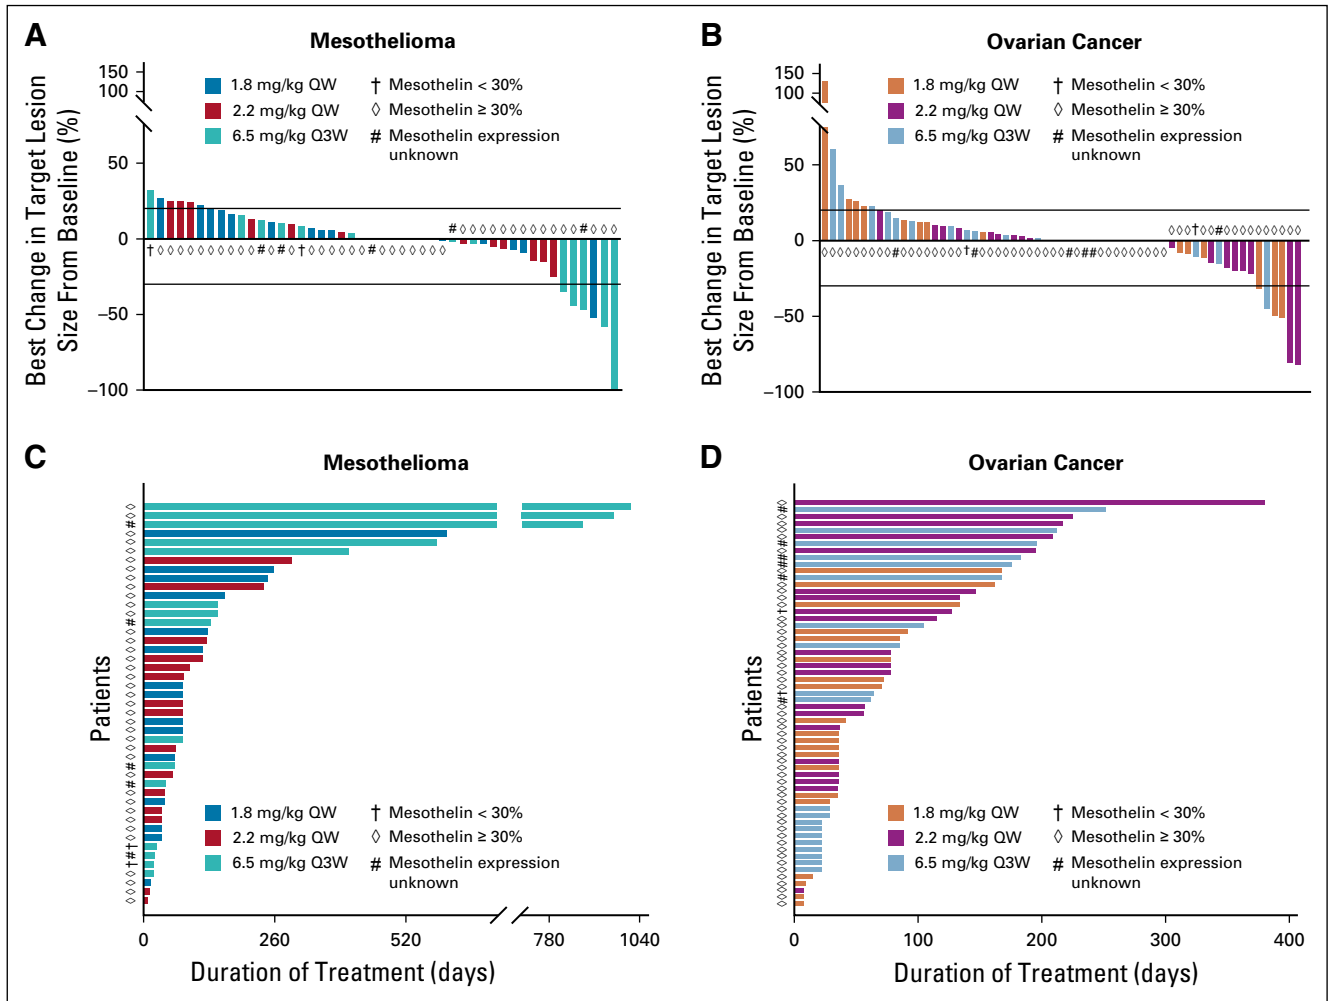 A
Mesothelioma
Best Change in Target Lesion
Size From Baseline (%)
150
100
50
0
–50
–100
1.8 mg/kg QW
2.2 mg/kg QW
6.5 mg/kg Q3W
† Mesothelin < 30%
◊ Mesothelin ≥ 30%
# Mesothelin expression
unknown
B
Ovarian Cancer
Best Change in Target Lesion
Size From Baseline (%)
150
100
50
0
–50
–100
1.8 mg/kg QW
2.2 mg/kg QW
6.5 mg/kg Q3W
† Mesothelin < 30%
◊ Mesothelin ≥ 30%
# Mesothelin expression
unknown
C
Mesothelioma
Patients
1.8 mg/kg QW
2.2 mg/kg QW
6.5 mg/kg Q3W
† Mesothelin < 30%
◊ Mesothelin ≥ 30%
# Mesothelin expression
unknown
0 260 520 780 1040
Duration of Treatment (days)
D
Ovarian Cancer
Patients
1.8 mg/kg QW
2.2 mg/kg QW
6.5 mg/kg Q3W
† Mesothelin < 30%
◊ Mesothelin ≥ 30%
# Mesothelin expression
unknown
0 100 200 300 400
Duration of Treatment (days)